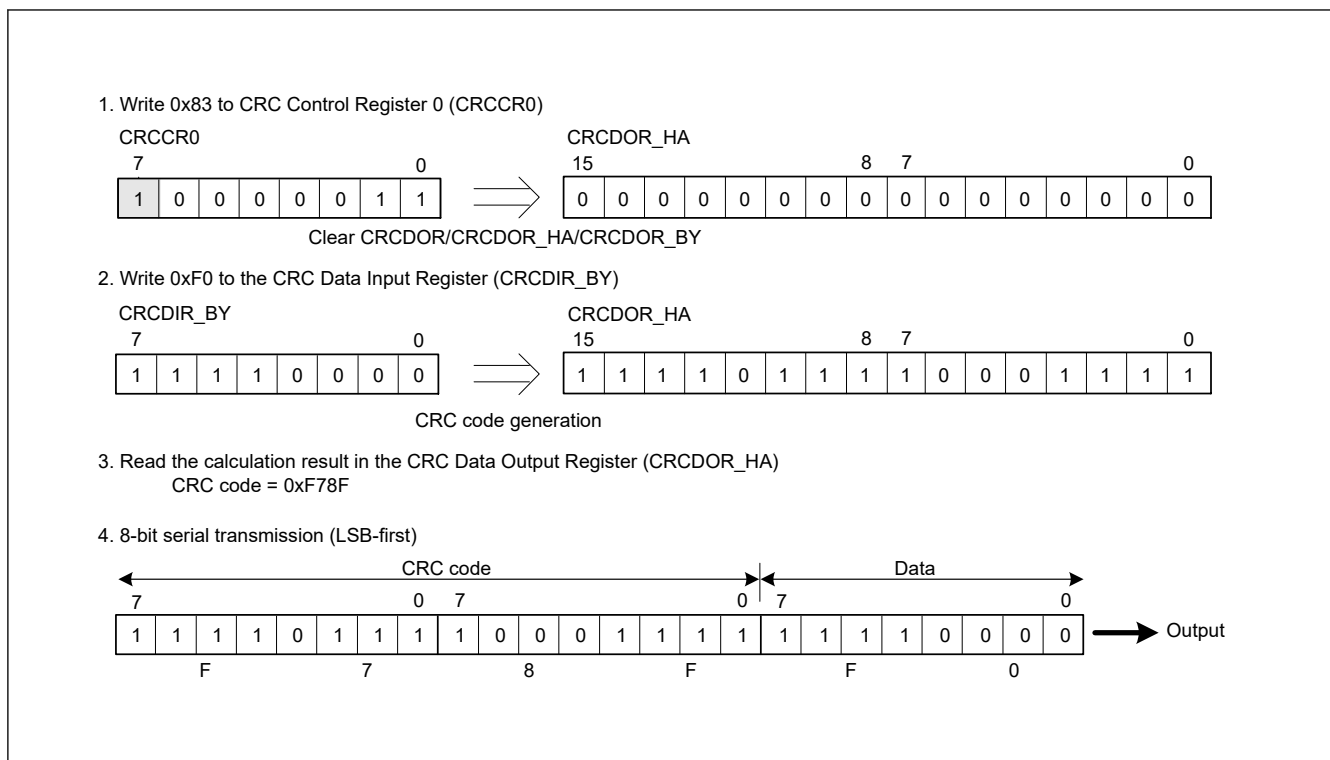 1. Write 0x83 to CRC Control Register 0 (CRCCR0)
CRCCR0 CRCDOR_HA
7 0 15 8 7 0
1 0 0 0 0 0 1 1 0 0 0 0 0 0 0 0 0 0 0 0 0 0 0 0
Clear CRCDOR/CRCDOR_HA/CRCDOR_BY
2. Write 0xF0 to the CRC Data Input Register (CRCDIR_BY)
CRCDIR_BY CRCDOR_HA
7 0 15 8 7 0
1 1 1 1 0 0 0 0 1 1 1 1 0 1 1 1 1 0 0 0 1 1 1 1
CRC code generation
3. Read the calculation result in the CRC Data Output Register (CRCDOR_HA)
CRC code = 0xF78F
4. 8-bit serial transmission (LSB-first)
CRC code Data
7 0 7 0 7 0
1 1 1 1 0 1 1 1 1 0 0 0 1 1 1 1 1 1 1 1 0 0 0 0 Output
F 7 8 F F 0